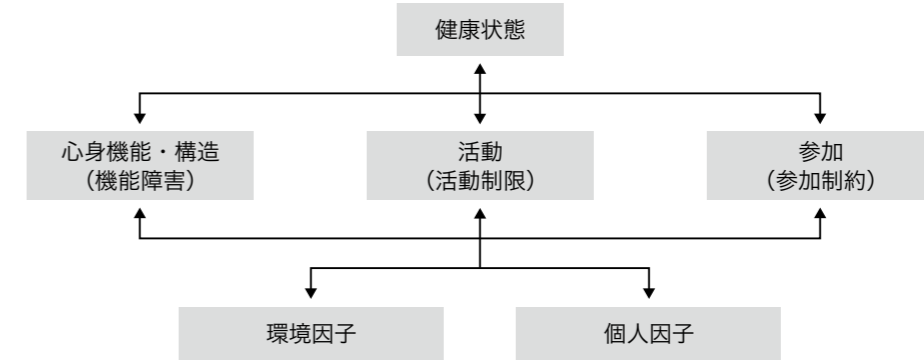 健康状態
心身機能・構造
（機能障害）
活動
（活動制限）
参加
（参加制約）
環境因子
個人因子